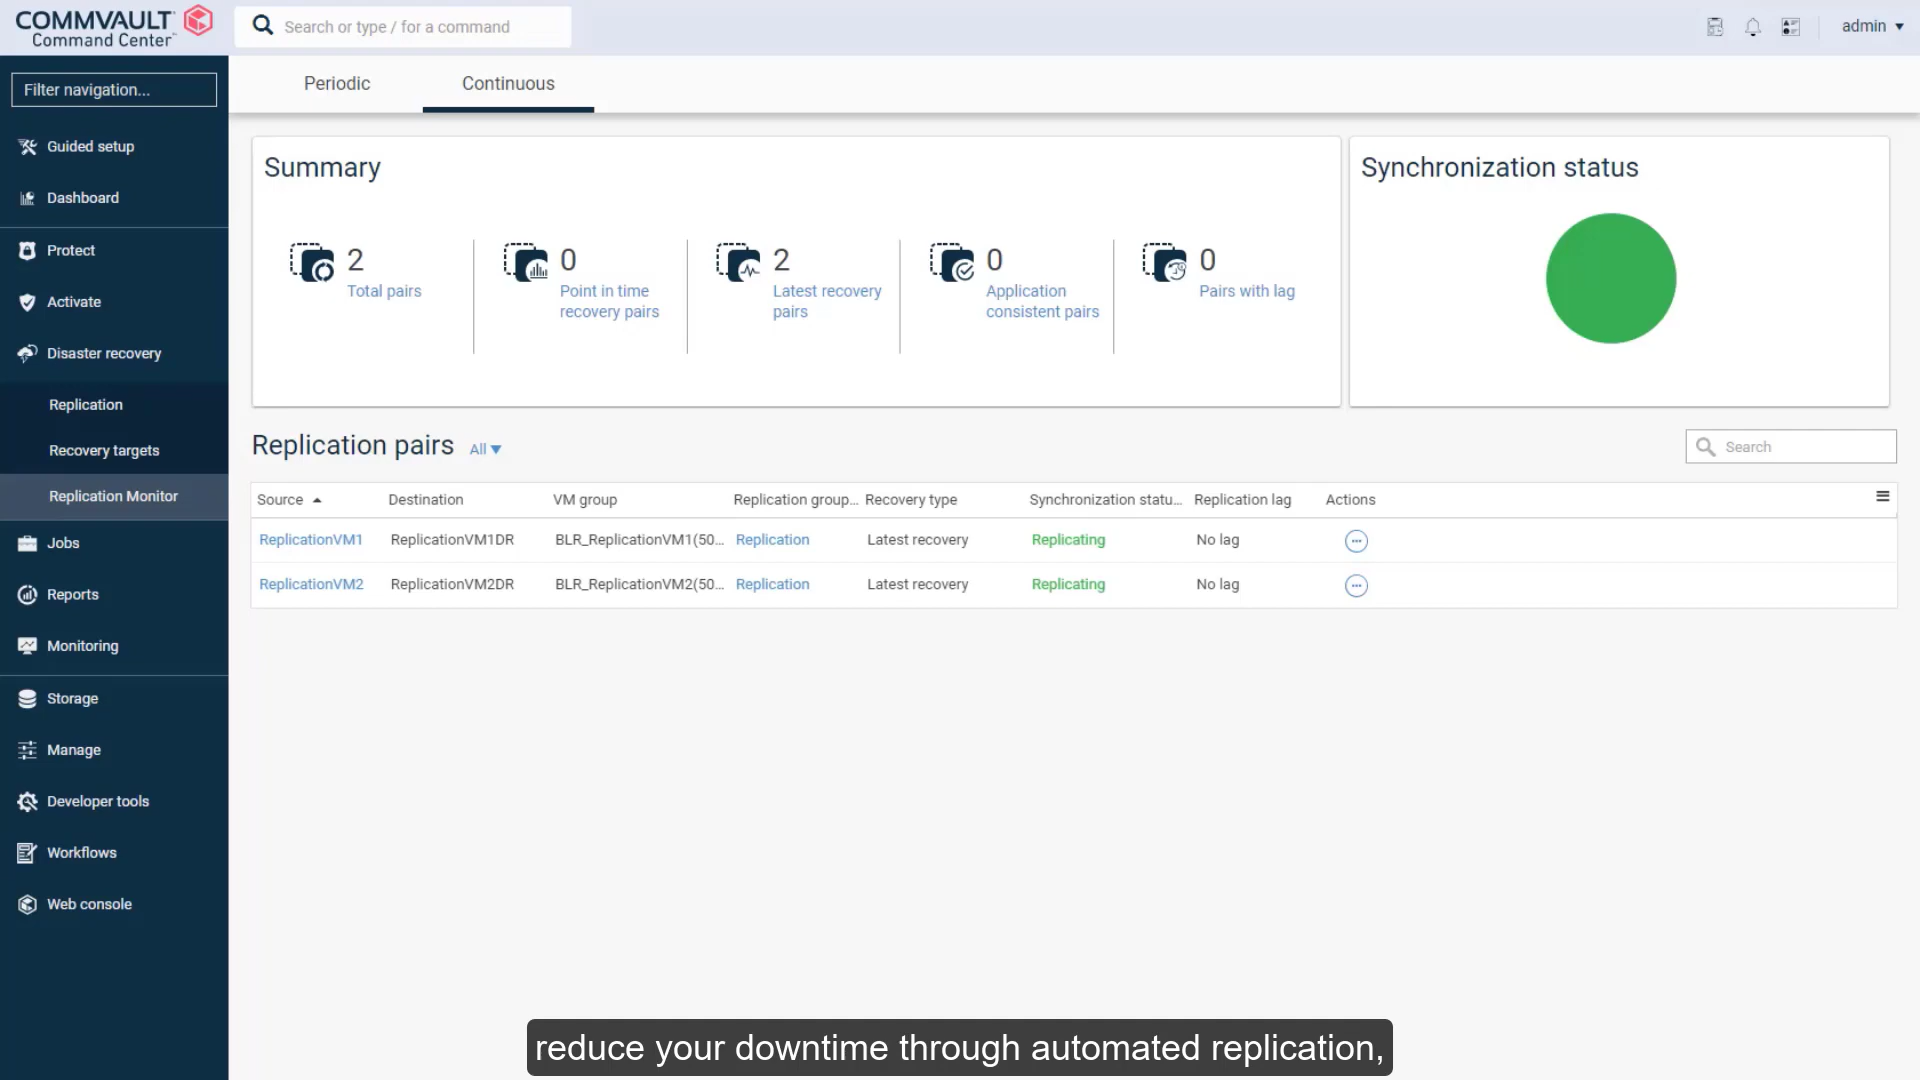 COMMVAULT
Command Center™
Search or type / for a command
admin
Filter navigation...
Guided setup
Dashboard
Protect
Activate
Disaster recovery
Replication
Recovery targets
Replication Monitor
Jobs
Reports
Monitoring
Storage
Manage
Developer tools
Workflows
Web console
Periodic
Continuous
Summary
2
Total pairs
0
Point in time
recovery pairs
2
Latest recovery
pairs
0
Application
consistent pairs
0
Pairs with lag
Synchronization status
Replication pairs All
Search
Source Destination VM group Replication group... Recovery type Synchronization statu... Replication lag Actions
ReplicationVM1 ReplicationVM1DR BLR_ReplicationVM1(50... Replication Latest recovery Replicating No lag
ReplicationVM2 ReplicationVM2DR BLR_ReplicationVM2(50... Replication Latest recovery Replicating No lag
reduce your downtime through automated replication,